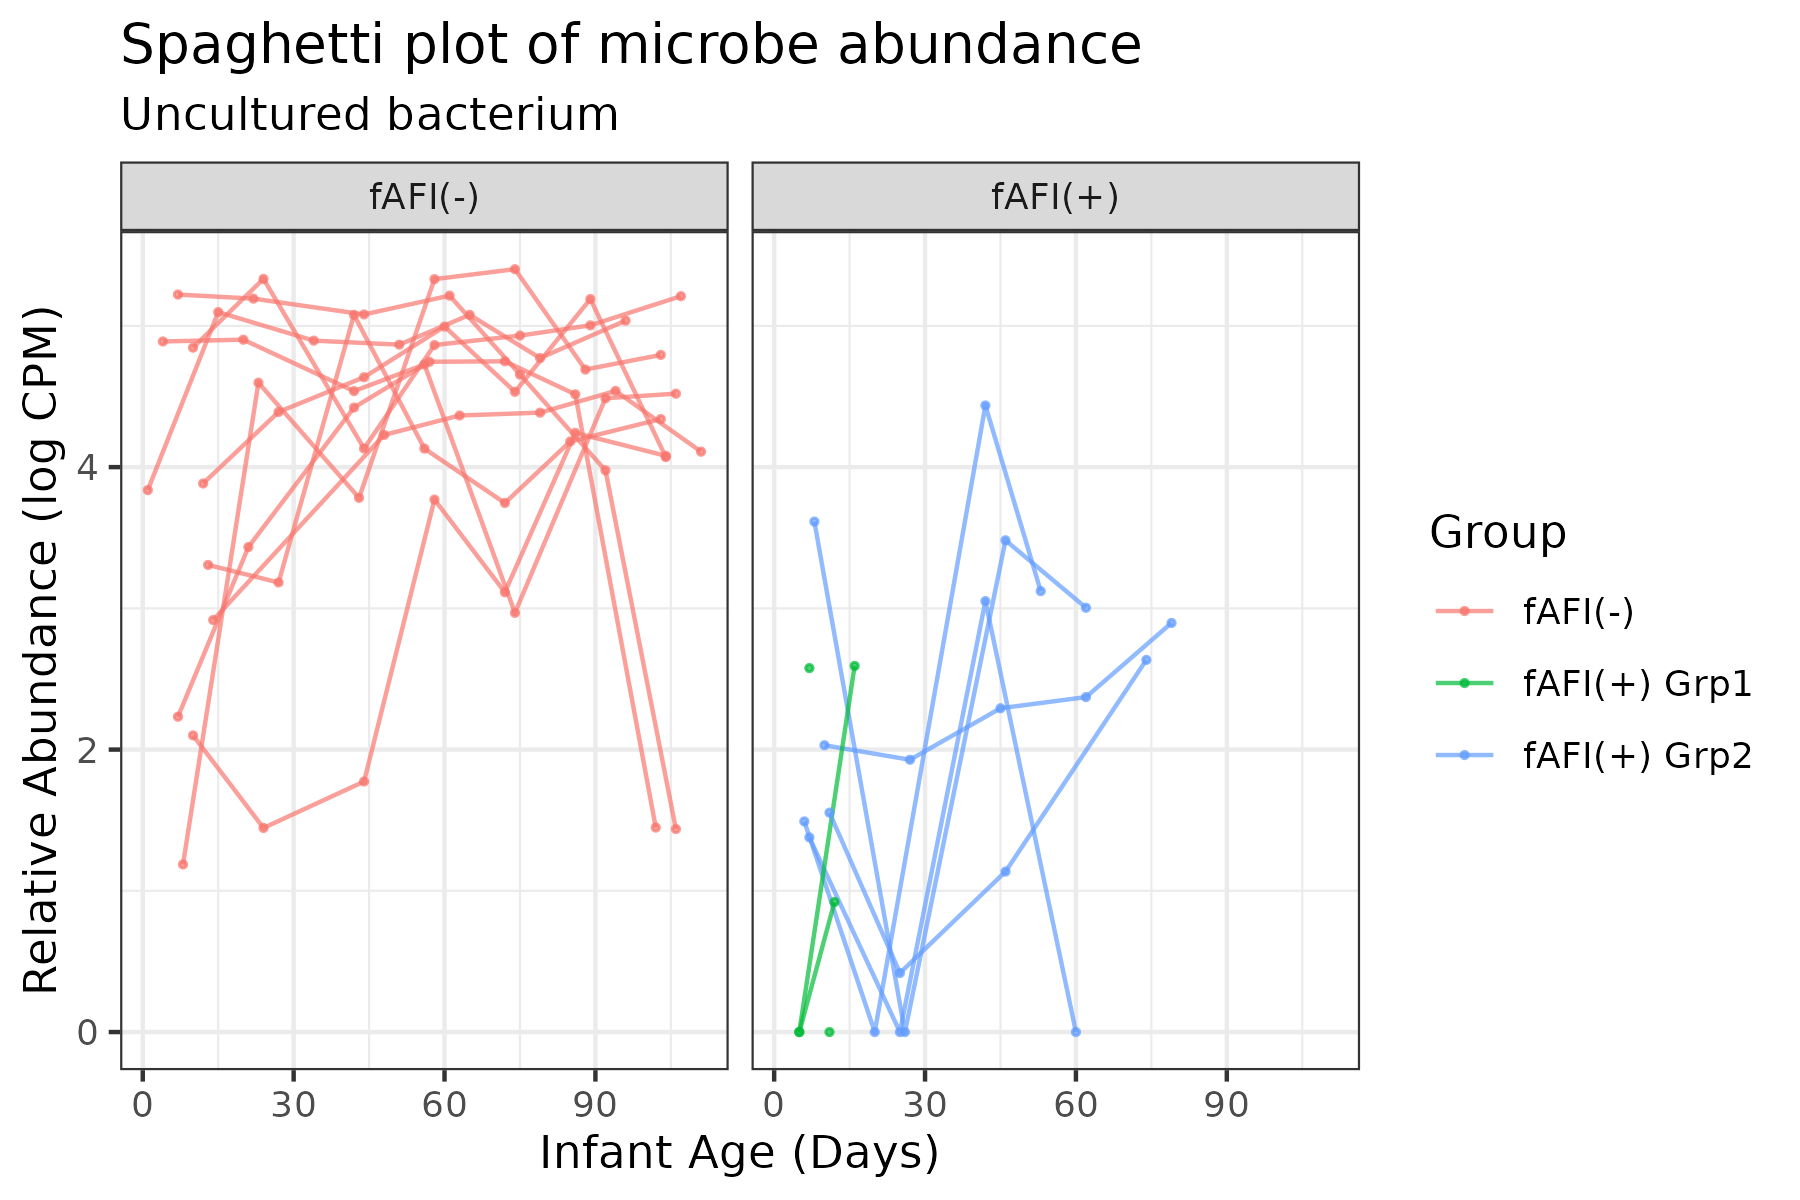 Spaghetti plot of microbe abundance
Uncultured bacterium
fAFI(-)
fAFI(+)
Relative Abundance (log CPM)
4
2
0
0
30
60
90
0
30
60
90
Infant Age (Days)
Group
fAFI(-)
fAFI(+) Grp1
fAFI(+) Grp2